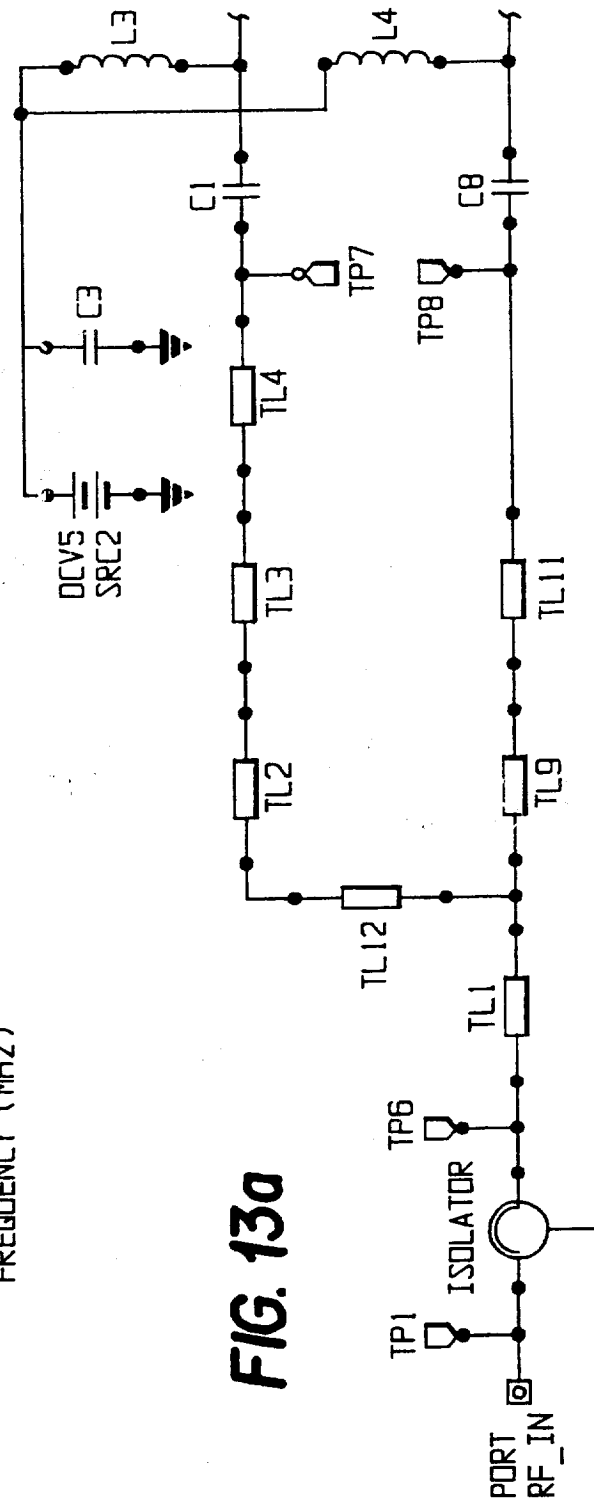 FREQUENCY (MHZ)
FIG. 13a
PORT
RF_IN
TP1
ISOLATOR
TP6
TL1
TL12
TL2
TL3
TL4
TL9
TL11
DCV5
SRC2
C3
C1
TP7
TP8
C8
L3
L4